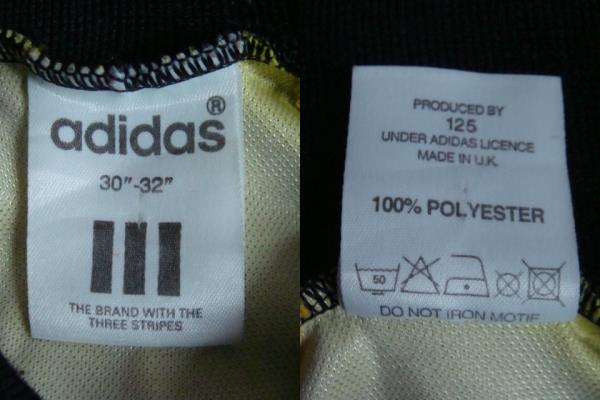 adidas®
30"-32"
THE BRAND WITH THE
THREE STRIPES
PRODUCED BY
125
UNDER ADIDAS LICENCE
MADE IN U.K.
100% POLYESTER
50
DO NOT IRON MOTIF